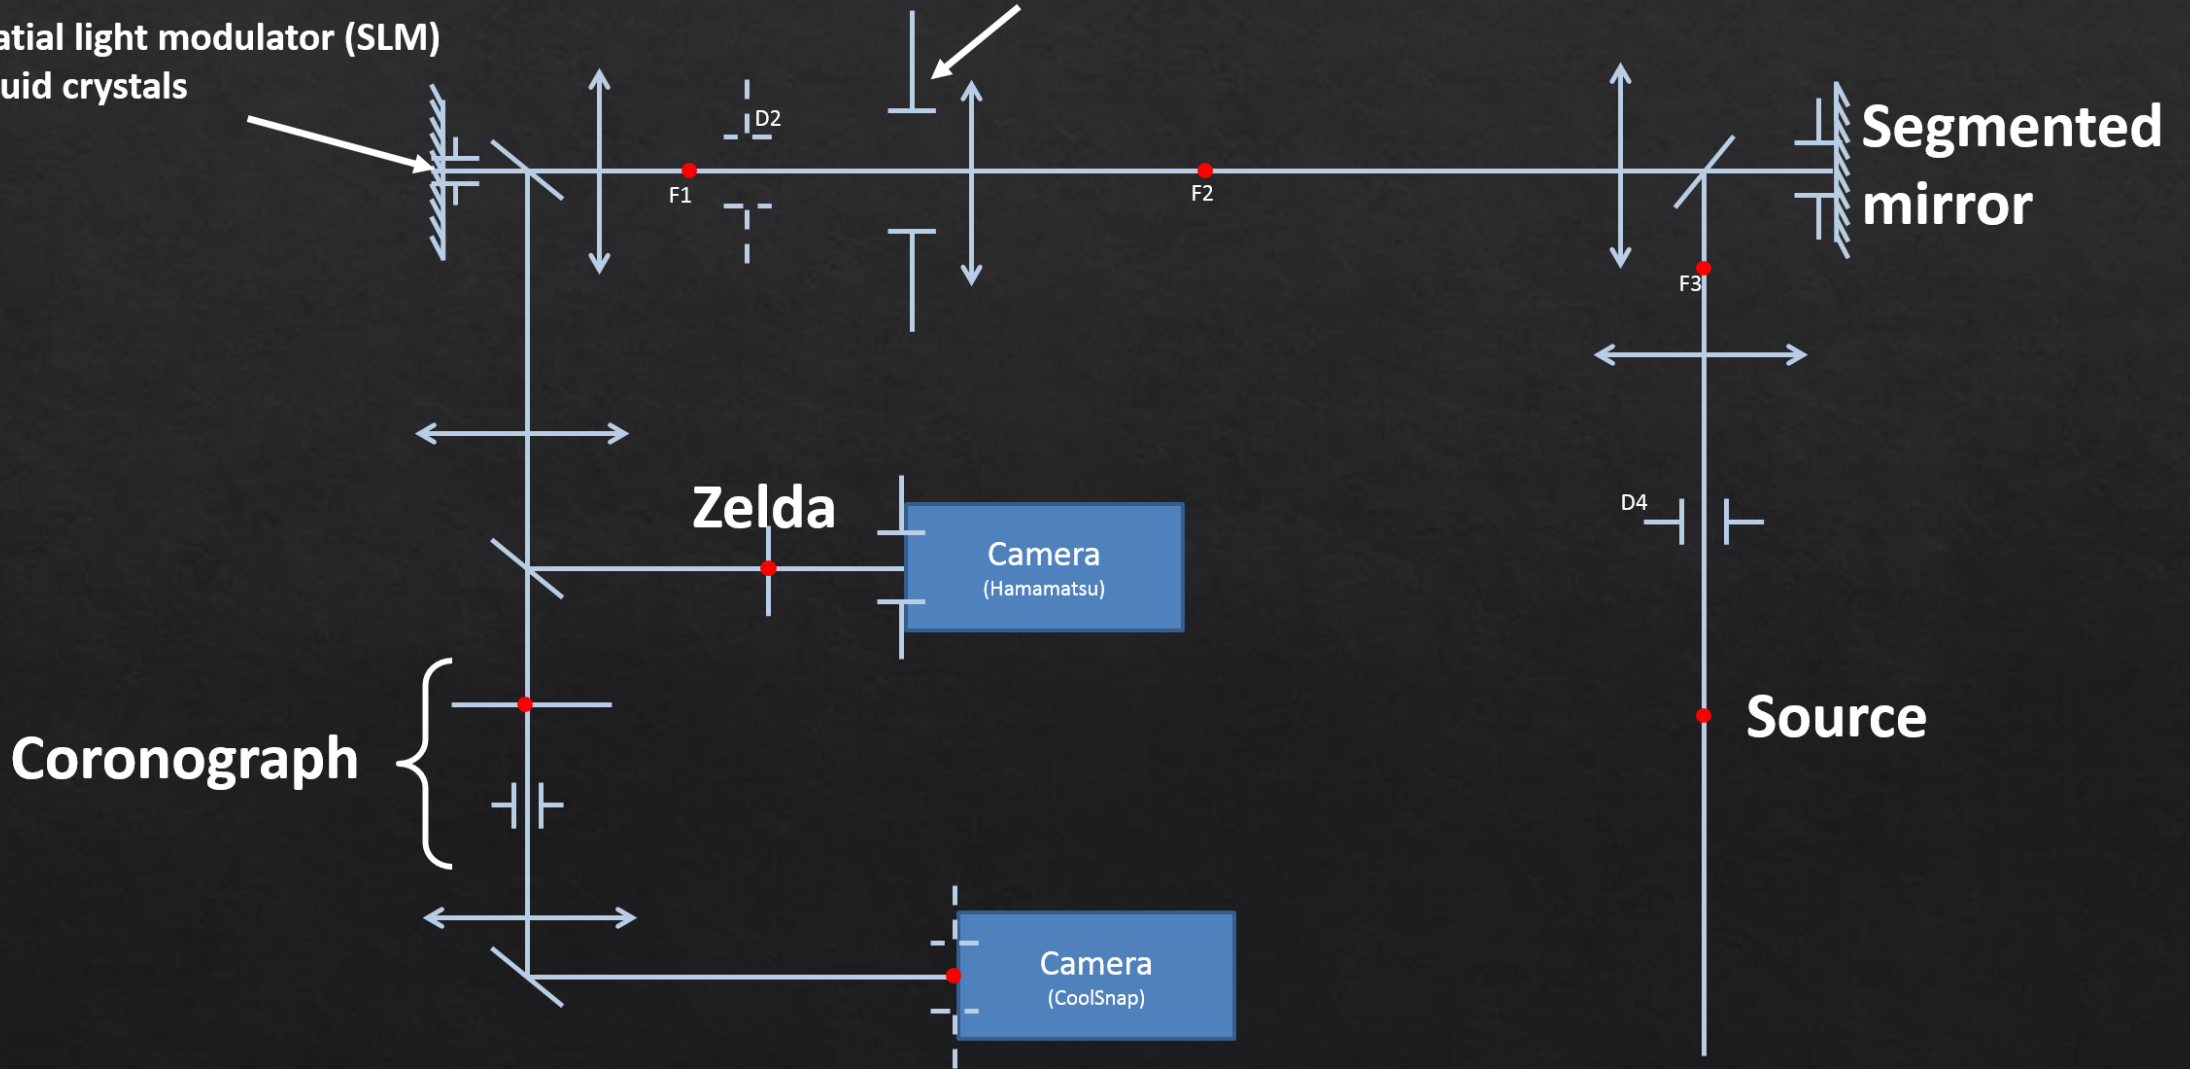 atial light modulator (SLM)
uid crystals
D2
F1
F2
Segmented
mirror
F3
Zelda
Camera
(Hamamatsu)
D4
Source
Coronograph
Camera
(CoolSnap)